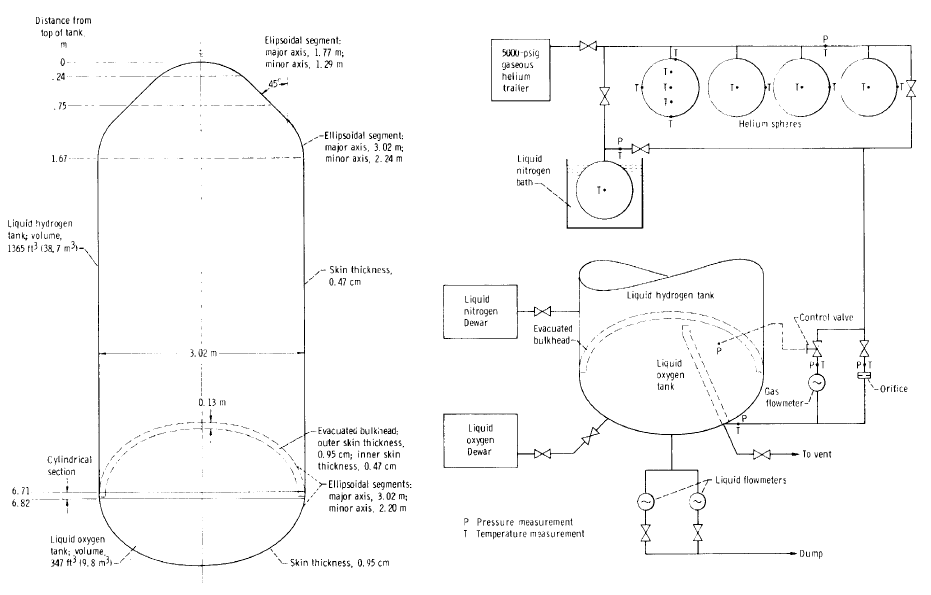 Distance from
top of tank,
m
0
.24
.75
1.67
Elipsoidal segment;
major axis, 1.77 m;
minor axis, 1.29 m
45°
Ellipsoidal segment;
major axis, 3.02 m;
minor axis, 2.24 m
Liquid hydrogen
tank; volume,
1365 ft3 (38.7 m3)
Skin thickness,
0.47 cm
3.02 m
0.13 m
Evacuated bulkhead;
outer skin thickness,
0.95 cm; inner skin
thickness, 0.47 cm
Cylindrical
section
6.71
6.82
Ellipsoidal segments:
major axis, 3.02 m;
minor axis, 2.20 m
Liquid oxygen
tank; volume,
347 ft3 (9.8 m3)
Skin thickness, 0.95 cm
5000-psig
gaseous
helium
trailer
T
T
T
T
T
T
T
T
T
T
T
P
T
T
T
Helium spheres
P
T
Liquid
nitrogen
bath
T
Liquid
nitrogen
Dewar
Liquid hydrogen tank
Evacuated
bulkhead
Liquid
oxygen
tank
P
Control valve
P T
P T
Gas
flowmeter
Orifice
P
T
Liquid
oxygen
Dewar
To vent
Liquid flowmeters
P Pressure measurement
T Temperature measurement
Dump